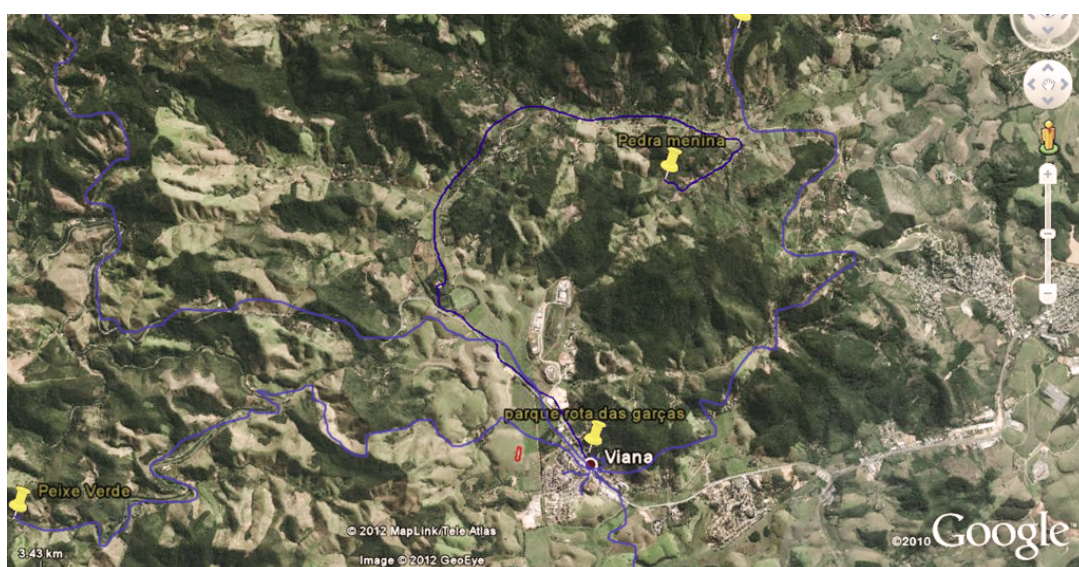 Pedra menina
parque rota das garças
Viana
Peixe Verde
© 2012 MapLink/Tele Atlas
©2010 Google™
3.43 km
Image © 2012 GeoEye